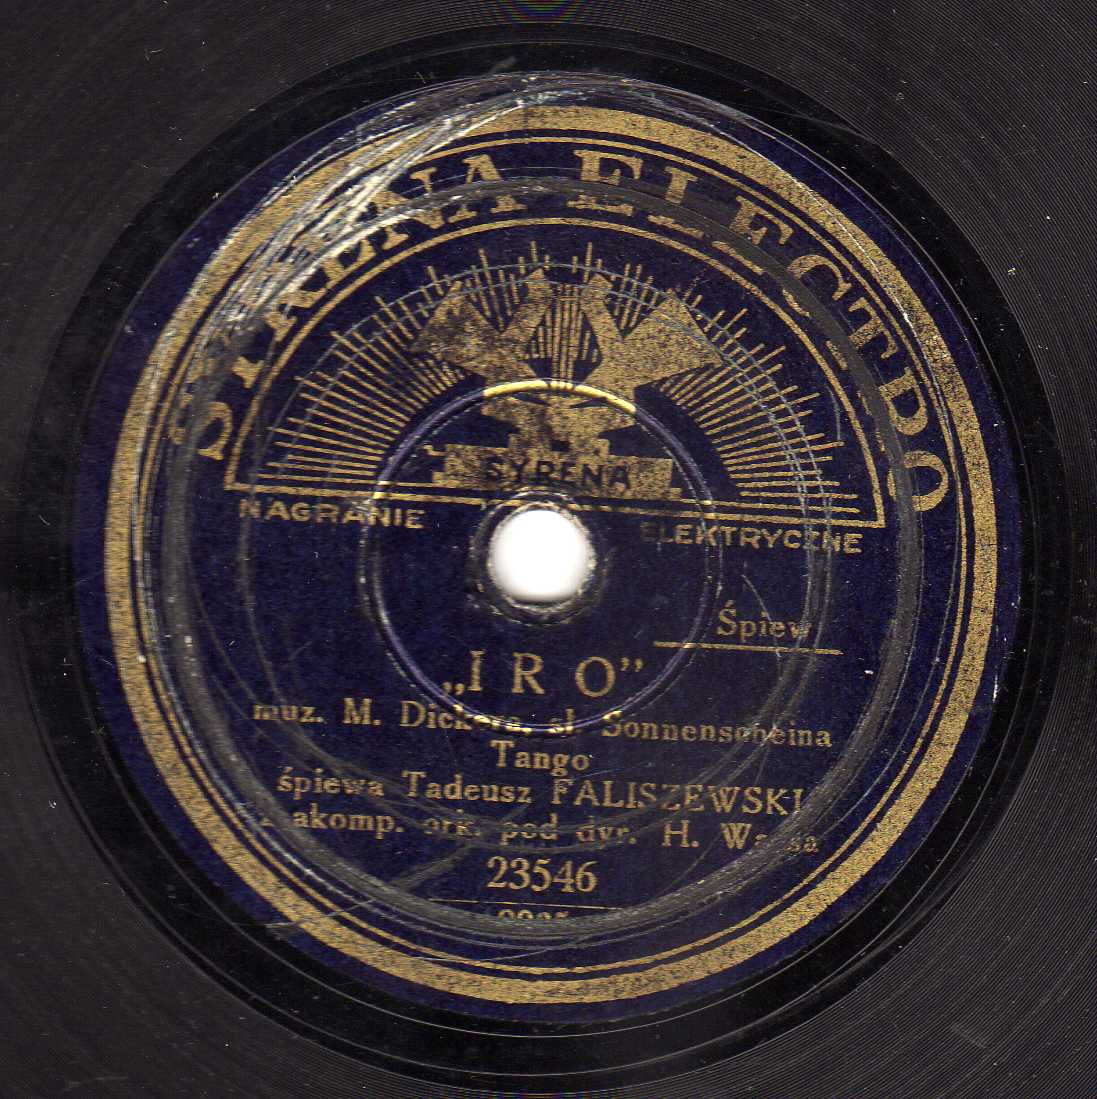 SYRENA ELECTRO
SYRENA
NAGRANIE ELEKTRYCZNE
Śpiew
„IRO”
muz. M. Dickera, sł. Sonnenscheina
Tango
śpiewa Tadeusz FALISZEWSKI
akomp. ork. pod dyr. H. Warsa
23546